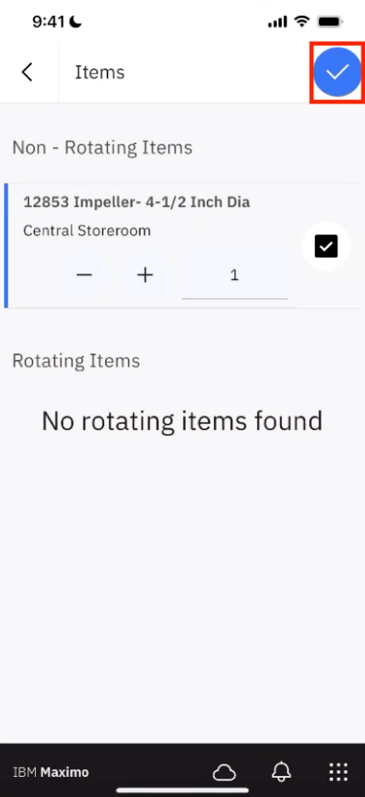 9:41
Items
Non - Rotating Items
12853 Impeller- 4-1/2 Inch Dia
Central Storeroom
1
Rotating Items
No rotating items found
IBM Maximo